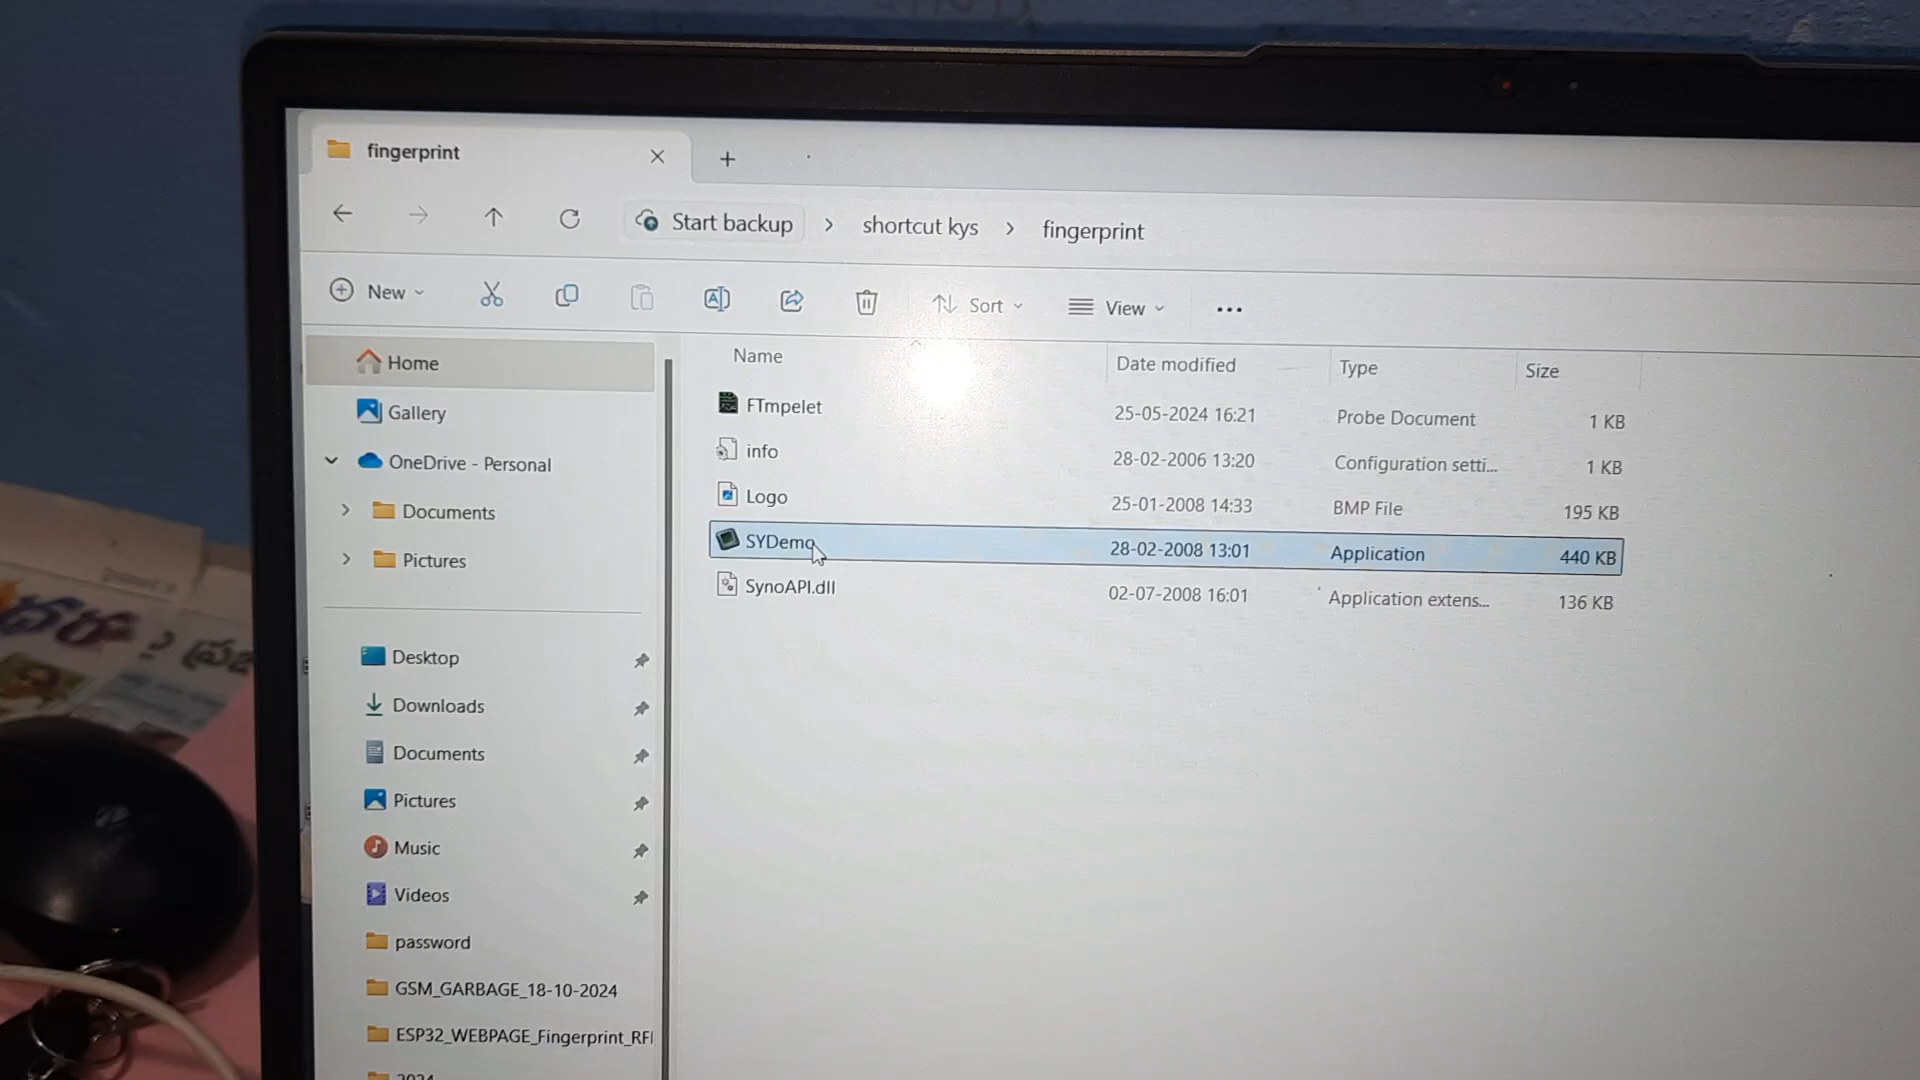 fingerprint
Start backup > shortcut kys > fingerprint
New
Sort
View
Name Date modified Type Size
Home
FTmpelet 25-05-2024 16:21 Probe Document 1 KB
Gallery
info 28-02-2006 13:20 Configuration setti... 1 KB
OneDrive - Personal
Logo 25-01-2008 14:33 BMP File 195 KB
Documents
SYDemo 28-02-2008 13:01 Application 440 KB
Pictures
SynoAPI.dll 02-07-2008 16:01 Application extens... 136 KB
Desktop
Downloads
Documents
Pictures
Music
Videos
password
GSM_GARBAGE_18-10-2024
ESP32_WEBPAGE_Fingerprint_RFI
2024